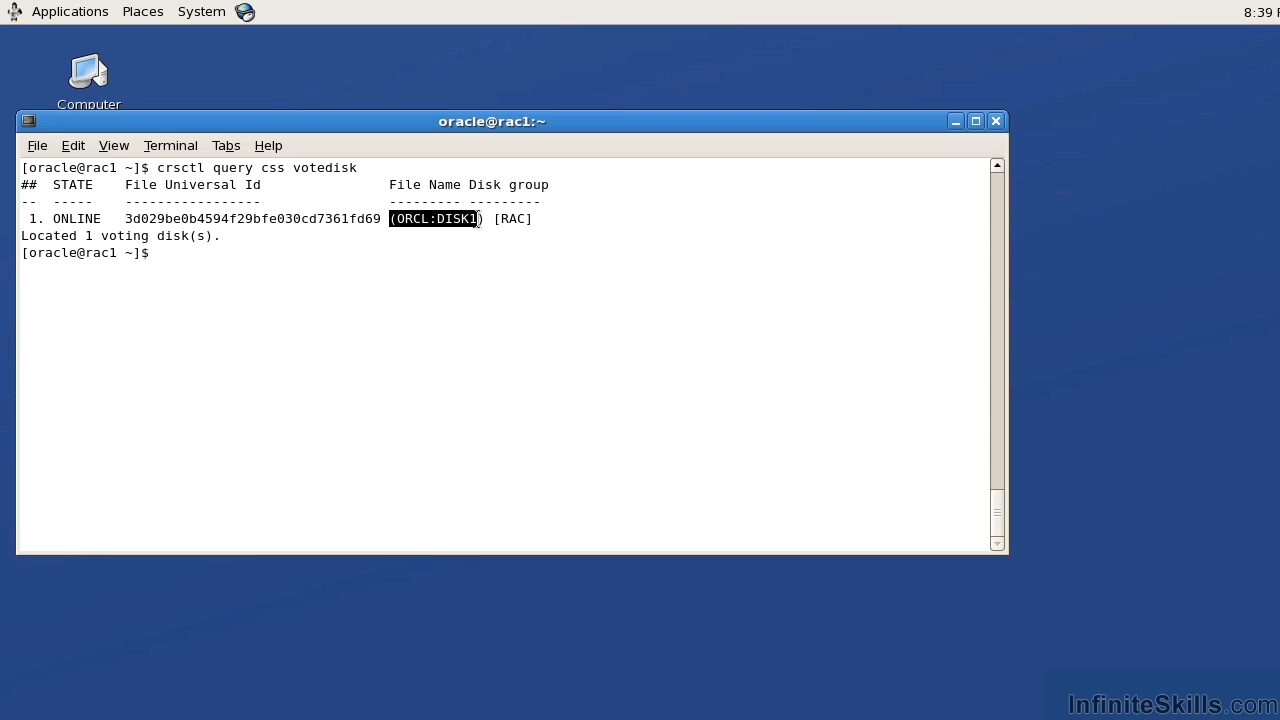 Applications Places System
8:39
Computer
oracle@rac1:~
File Edit View Terminal Tabs Help
[oracle@rac1 ~]$ crsctl query css votedisk
##  STATE    File Universal Id                File Name Disk group
--  -----    -----------------                --------- ---------
 1. ONLINE   3d029be0b4594f29bfe030cd7361fd69 (ORCL:DISK1) [RAC]
Located 1 voting disk(s).
[oracle@rac1 ~]$
InfiniteSkills.com